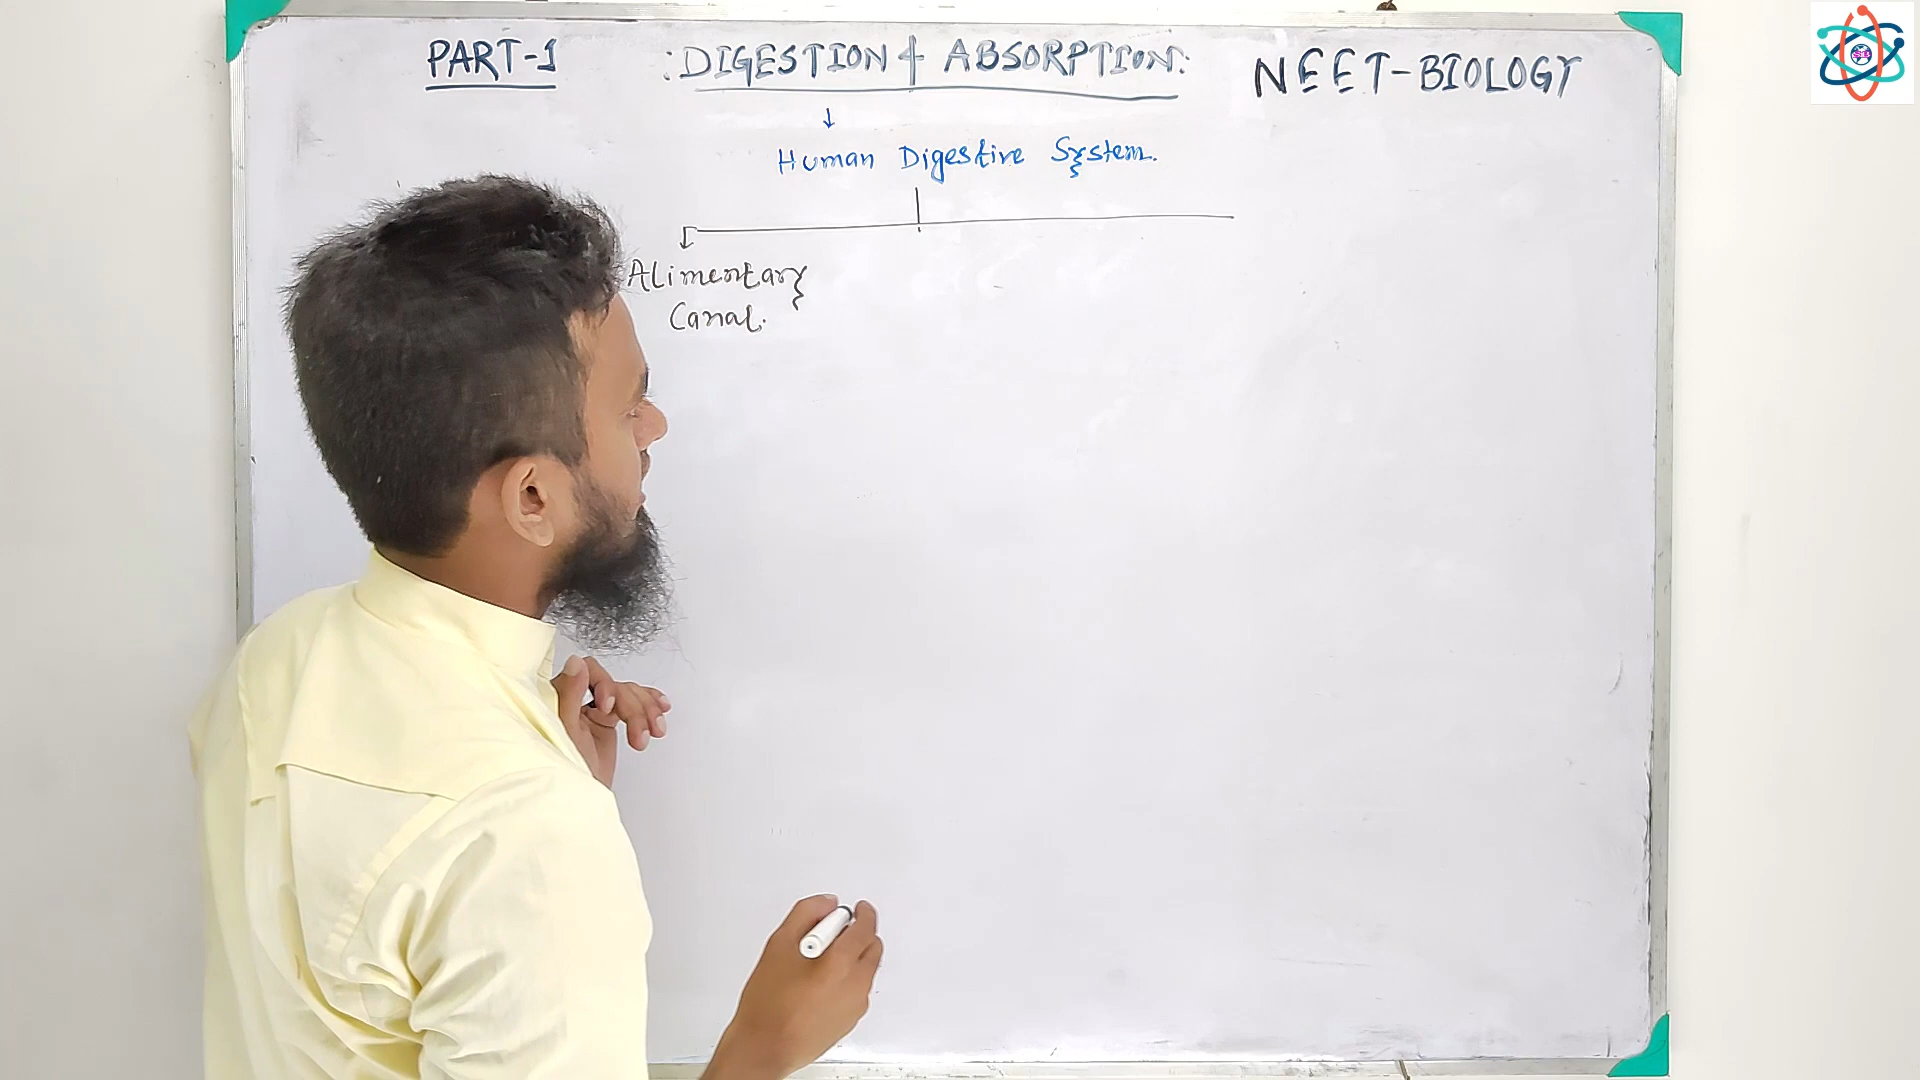 PART-1
:DIGESTION & ABSORPTION:
NEET-BIOLOGY
Human Digestive System.
Alimentary
Canal.